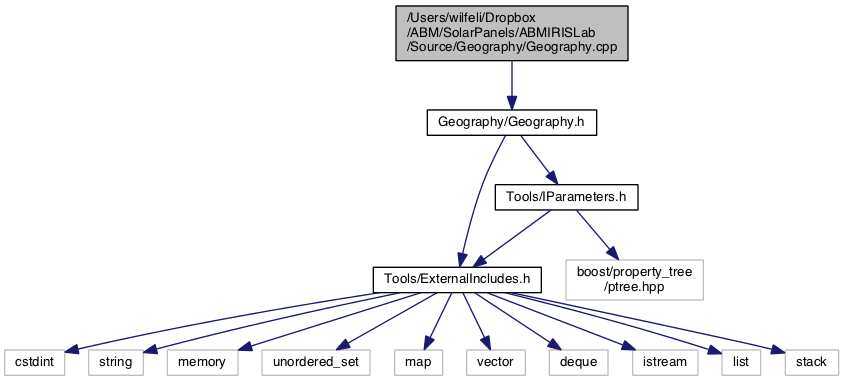 /Users/wilfeli/Dropbox
/ABM/SolarPanels/ABMIRISLab
/Source/Geography/Geography.cpp
Geography/Geography.h
Tools/IParameters.h
Tools/ExternalIncludes.h
boost/property_tree
/ptree.hpp
cstdint
string
memory
unordered_set
map
vector
deque
istream
list
stack